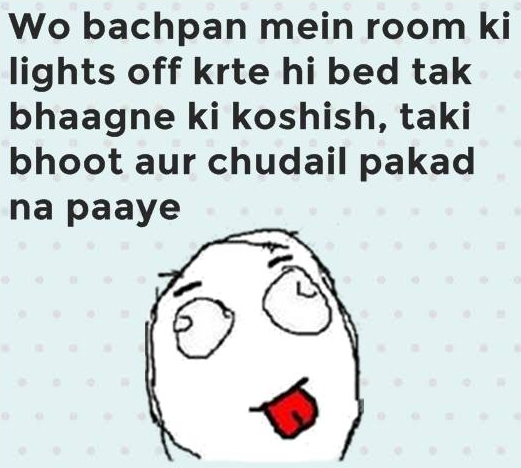 Wo bachpan mein room ki
lights off krte hi bed tak
bhaagne ki koshish, taki
bhoot aur chudail pakad
na paaye